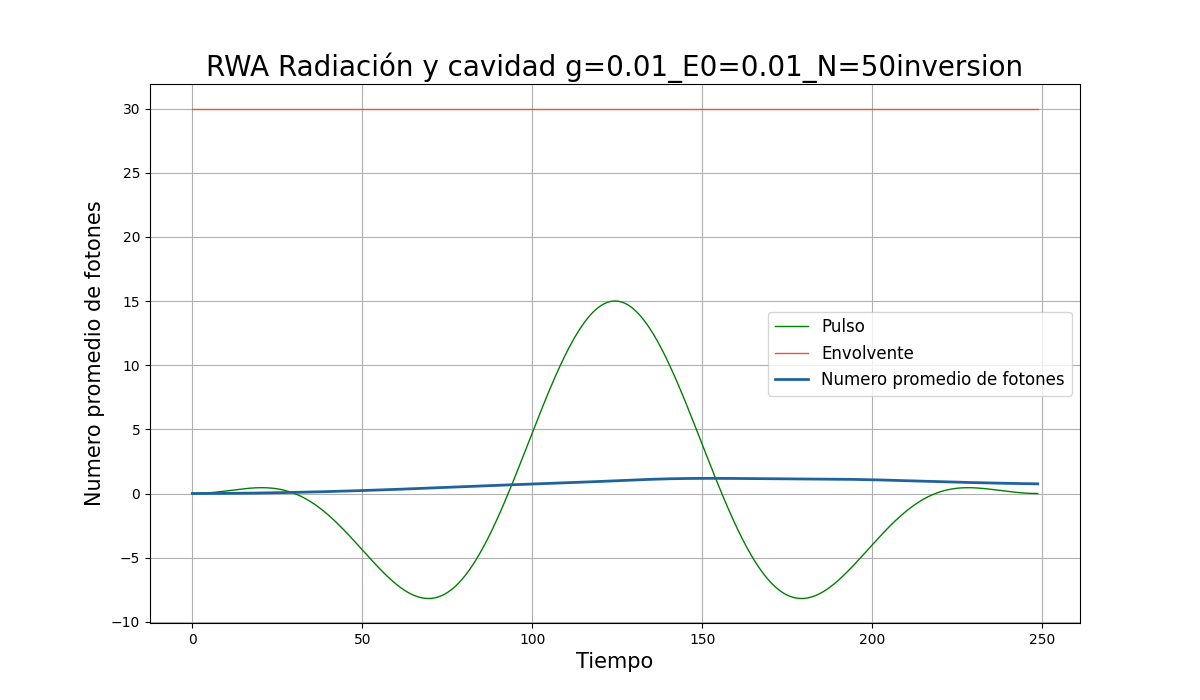 RWA Radiación y cavidad g=0.01_E0=0.01_N=50inversion
Numero promedio de fotones
30
25
20
15
10
5
0
−5
−10
Pulso
Envolvente
Numero promedio de fotones
0
50
100
150
200
250
Tiempo